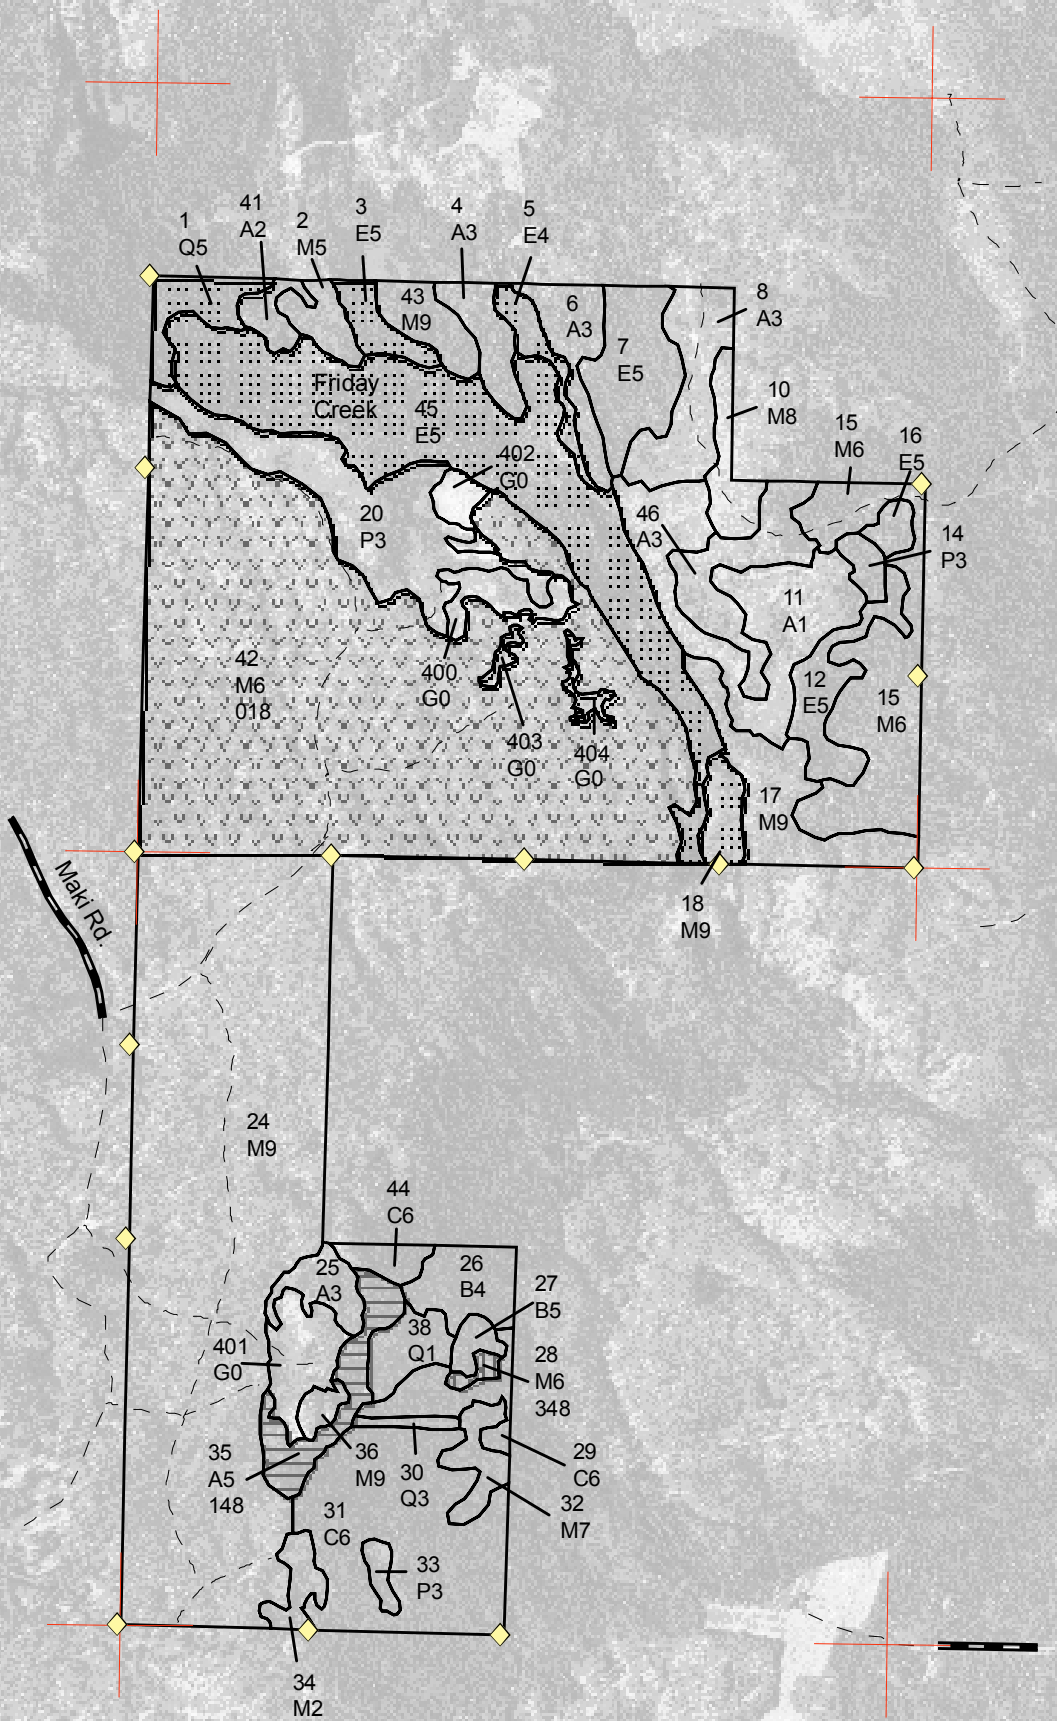 1
Q5
41
A2
2
M5
3
E5
4
A3
5
E4
43
M9
6
A3
7
E5
8
A3
10
M8
15
M6
16
E5
14
P3
Friday
Creek
45
E5
402
G0
20
P3
46
A3
11
A1
12
E5
15
M6
42
M6
018
400
G0
403
G0
404
G0
17
M9
18
M9
Maki Rd.
24
M9
44
C6
25
A3
26
B4
27
B5
38
Q1
401
G0
28
M6
348
35
A5
148
36
M9
30
Q3
29
C6
32
M7
31
C6
33
P3
34
M2